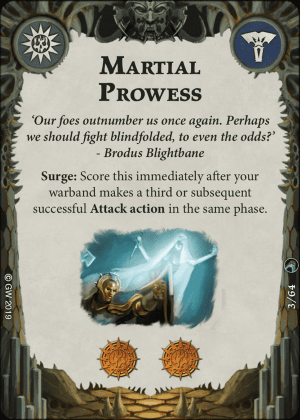 MARTIAL
PROWESS
‘Our foes outnumber us once again. Perhaps
we should fight blindfolded, to even the odds?’
- Brodus Blightbane
Surge: Score this immediately after your
warband makes a third or subsequent
successful Attack action in the same phase.
© GW 2019
3/64